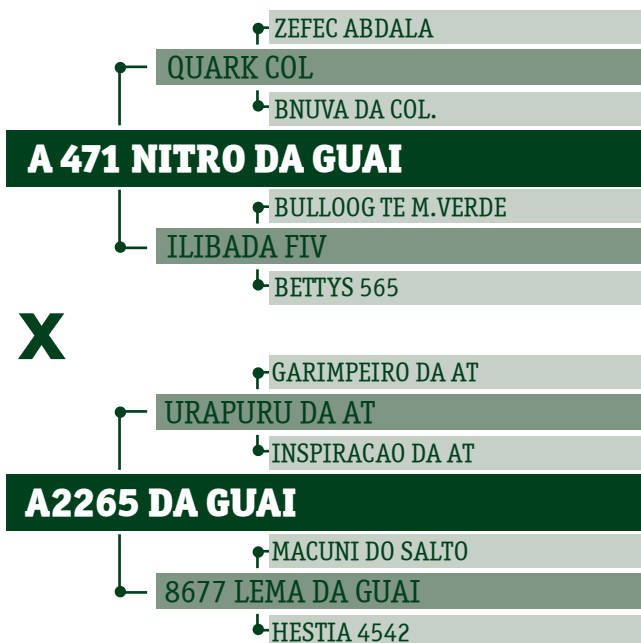 ZEFEC ABDALA
QUARK COL
BNUVA DA COL.
A 471 NITRO DA GUAI
BULLOOG TE M.VERDE
ILIBADA FIV
BETTYS 565
X
GARIMPEIRO DA AT
URAPURU DA AT
INSPIRACAO DA AT
A2265 DA GUAI
MACUNI DO SALTO
8677 LEMA DA GUAI
HESTIA 4542